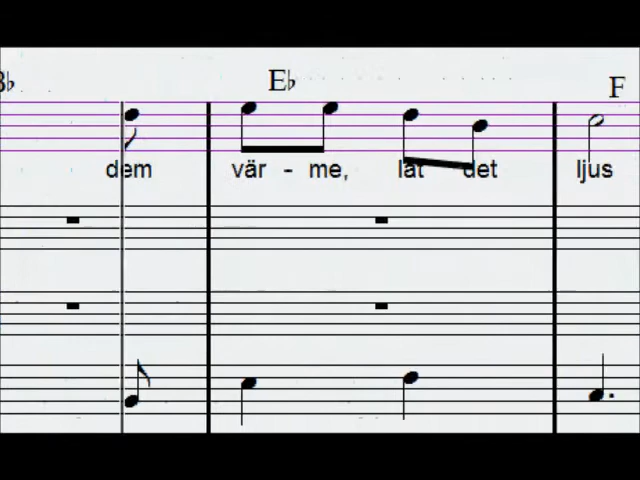 B♭ E♭ F
dem vär - me, låt det ljus